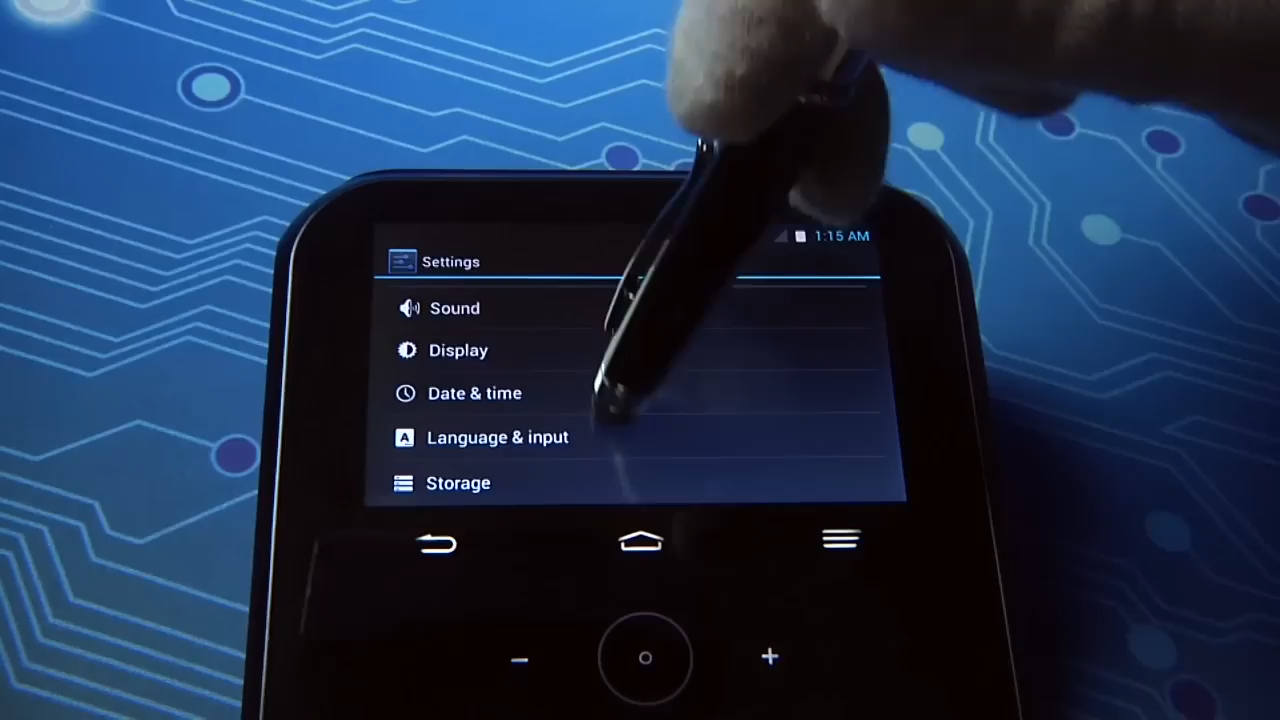 1:15 AM
Settings
Sound
Display
Date & time
Language & input
Storage
- +